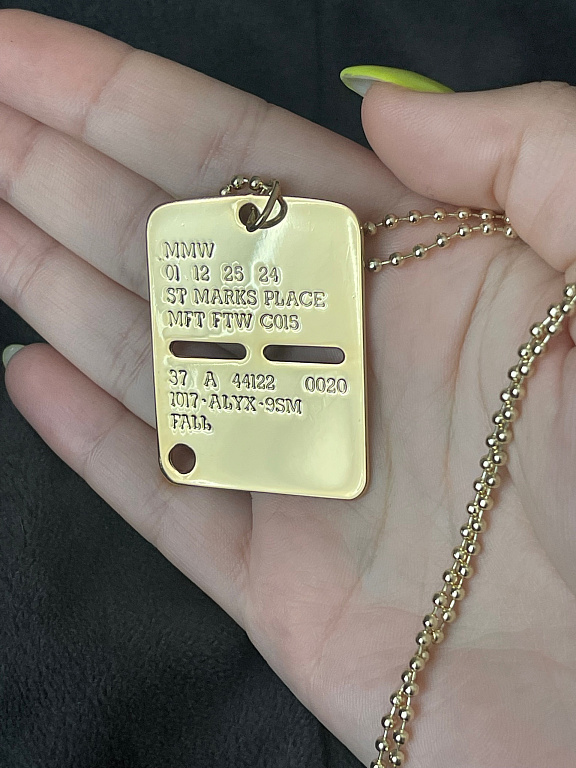 MMW
01 12 25 24
ST MARKS PLACE
MFT FTW C015
37 A 44122 0020
1017-ALYX-9SM
FALL